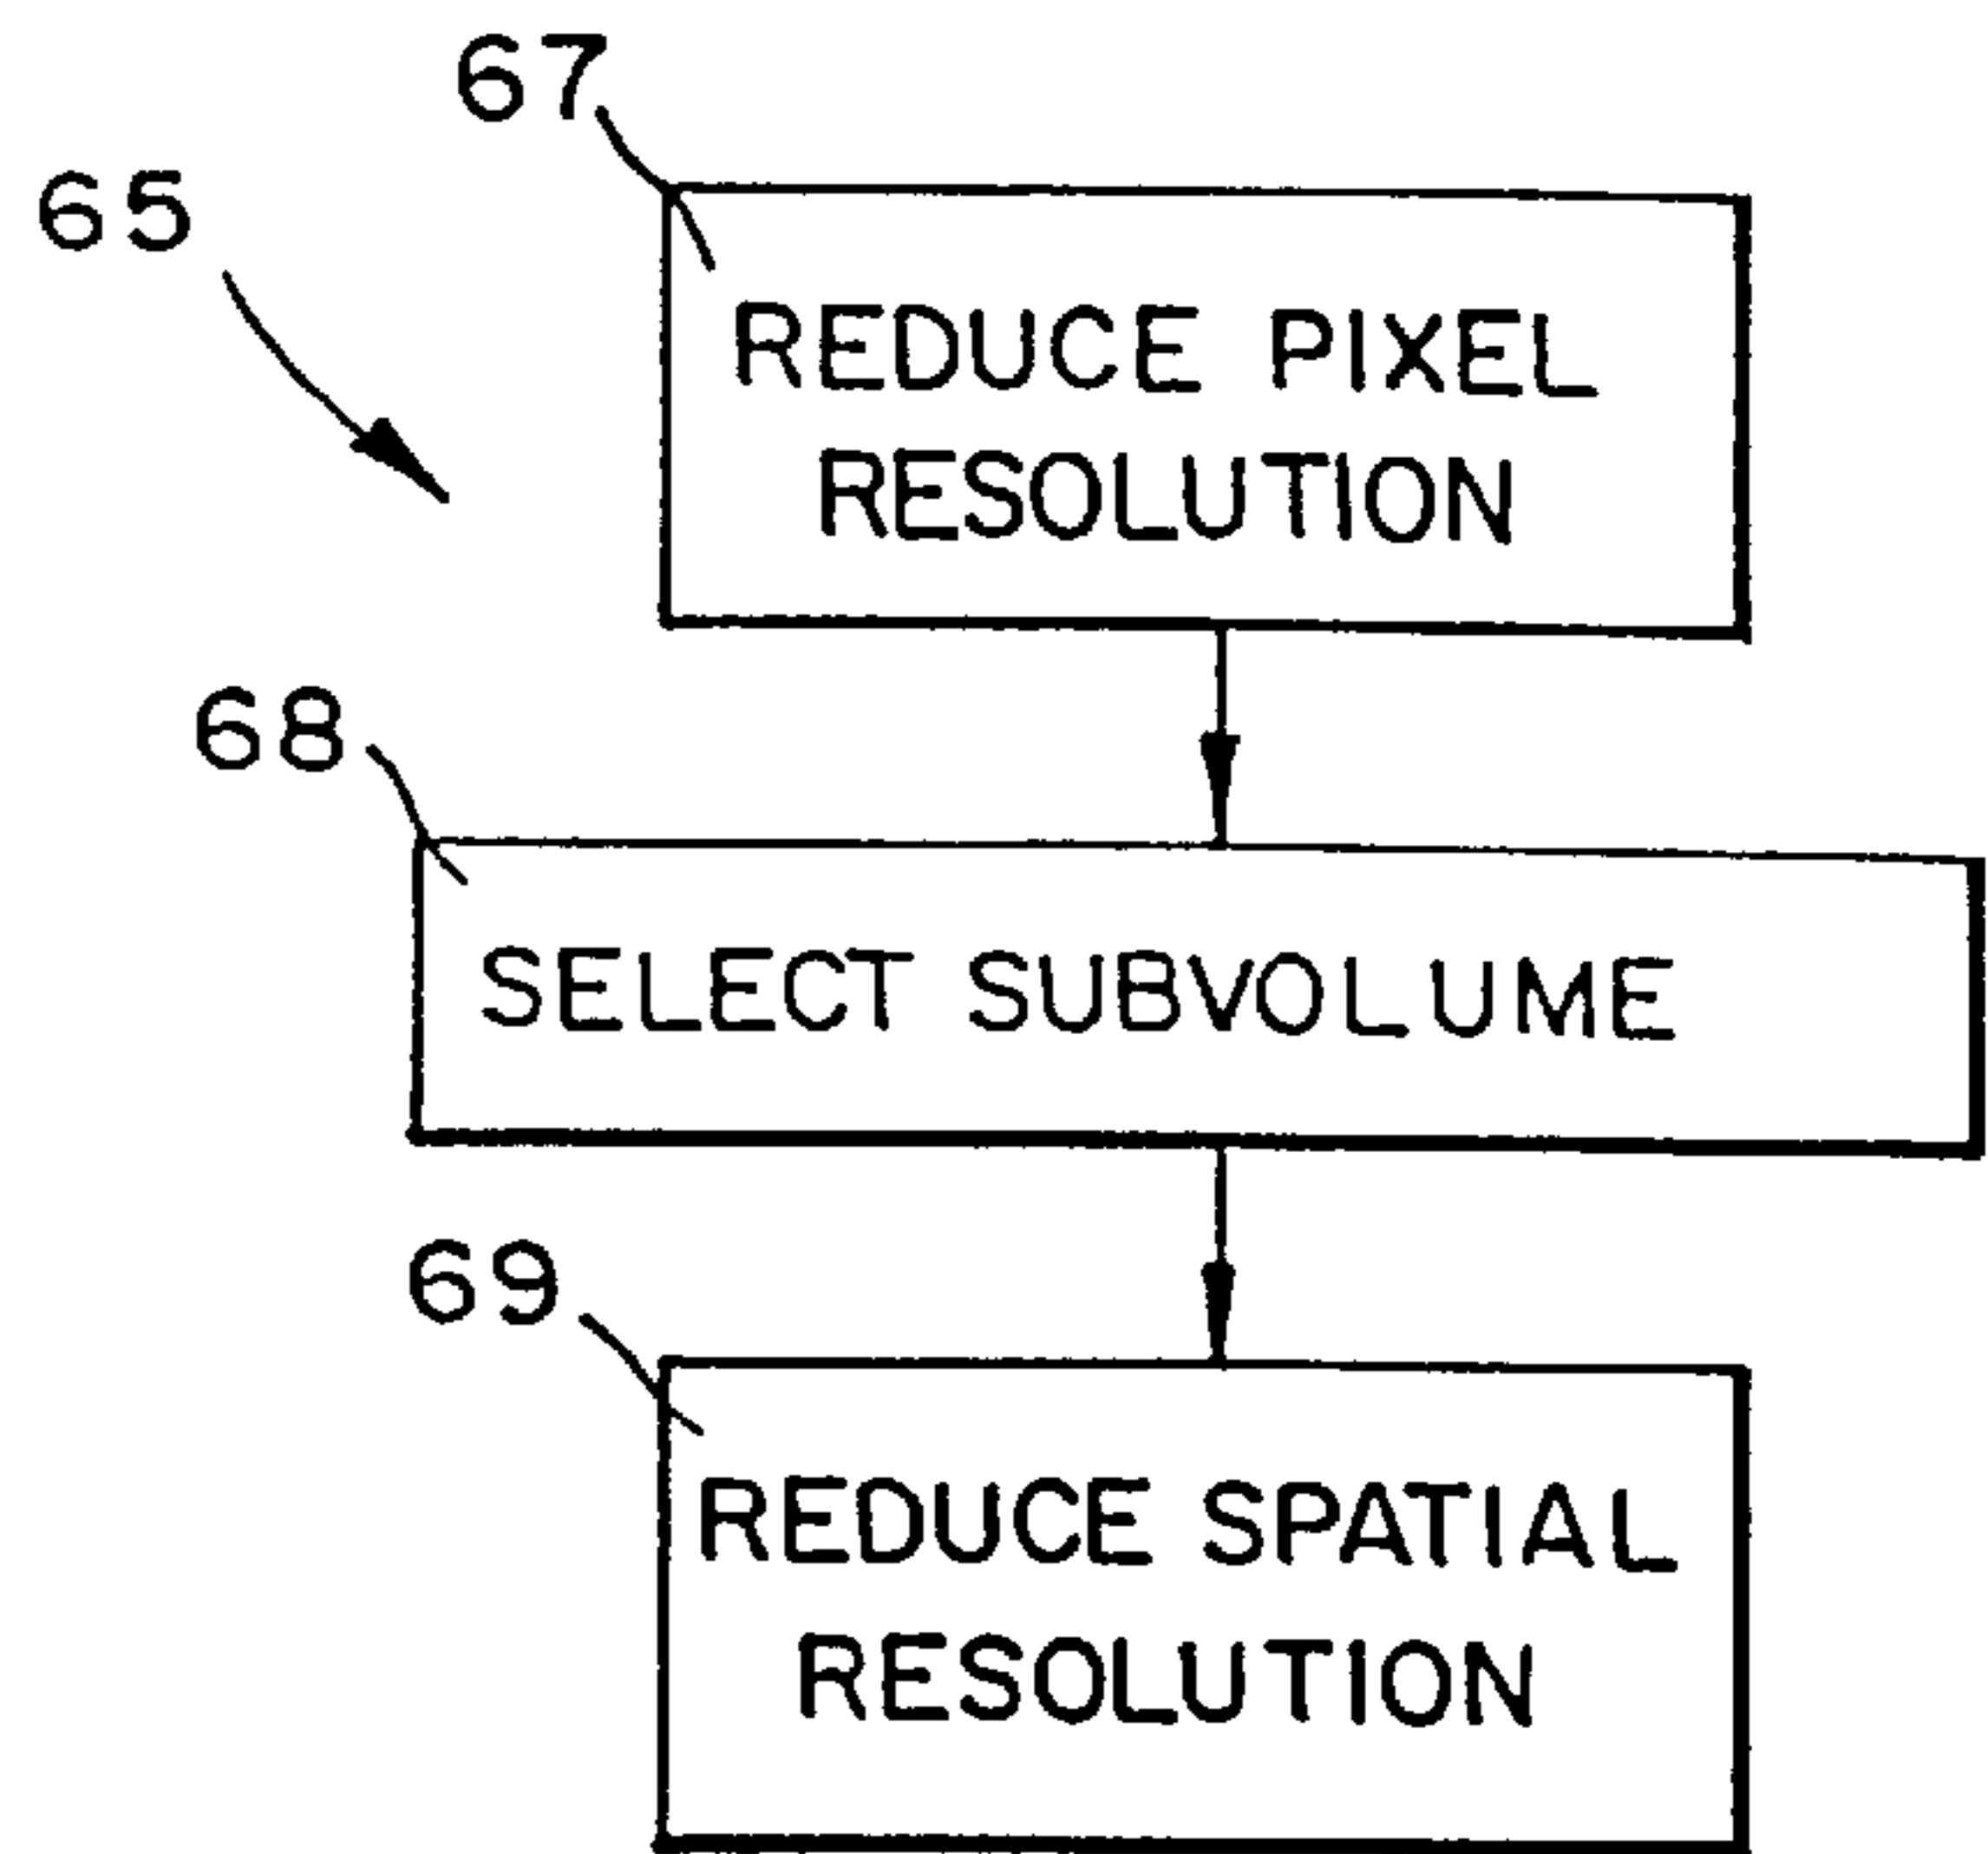 67
65
REDUCE PIXEL
RESOLUTION
68
SELECT SUBVOLUME
69
REDUCE SPATIAL
RESOLUTION